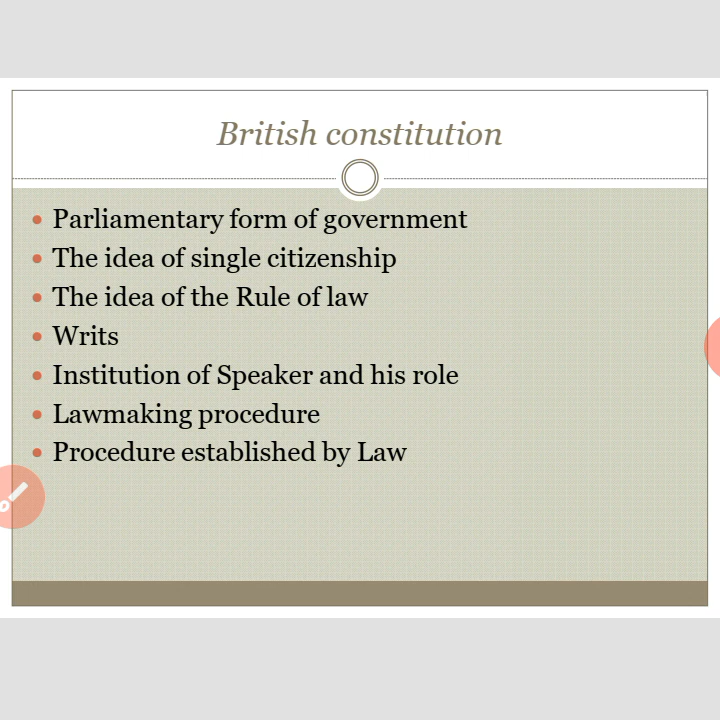 British constitution
Parliamentary form of government
The idea of single citizenship
The idea of the Rule of law
Writs
Institution of Speaker and his role
Lawmaking procedure
Procedure established by Law